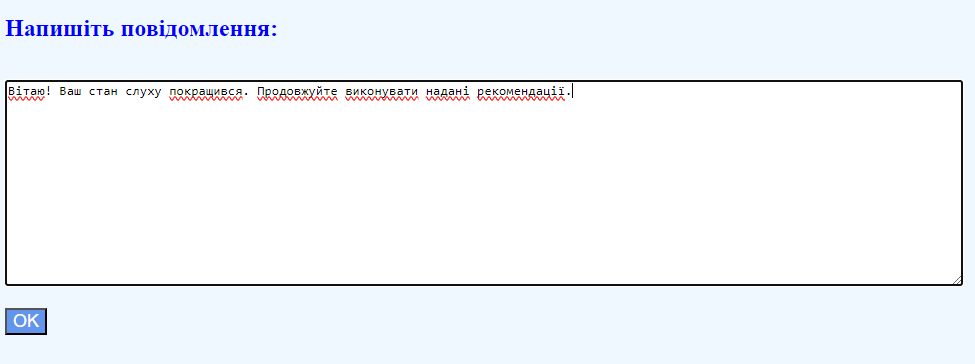 Напишіть повідомлення:
Вітаю! Ваш стан слуху покращився. Продовжуйте виконувати надані рекомендації.
OK